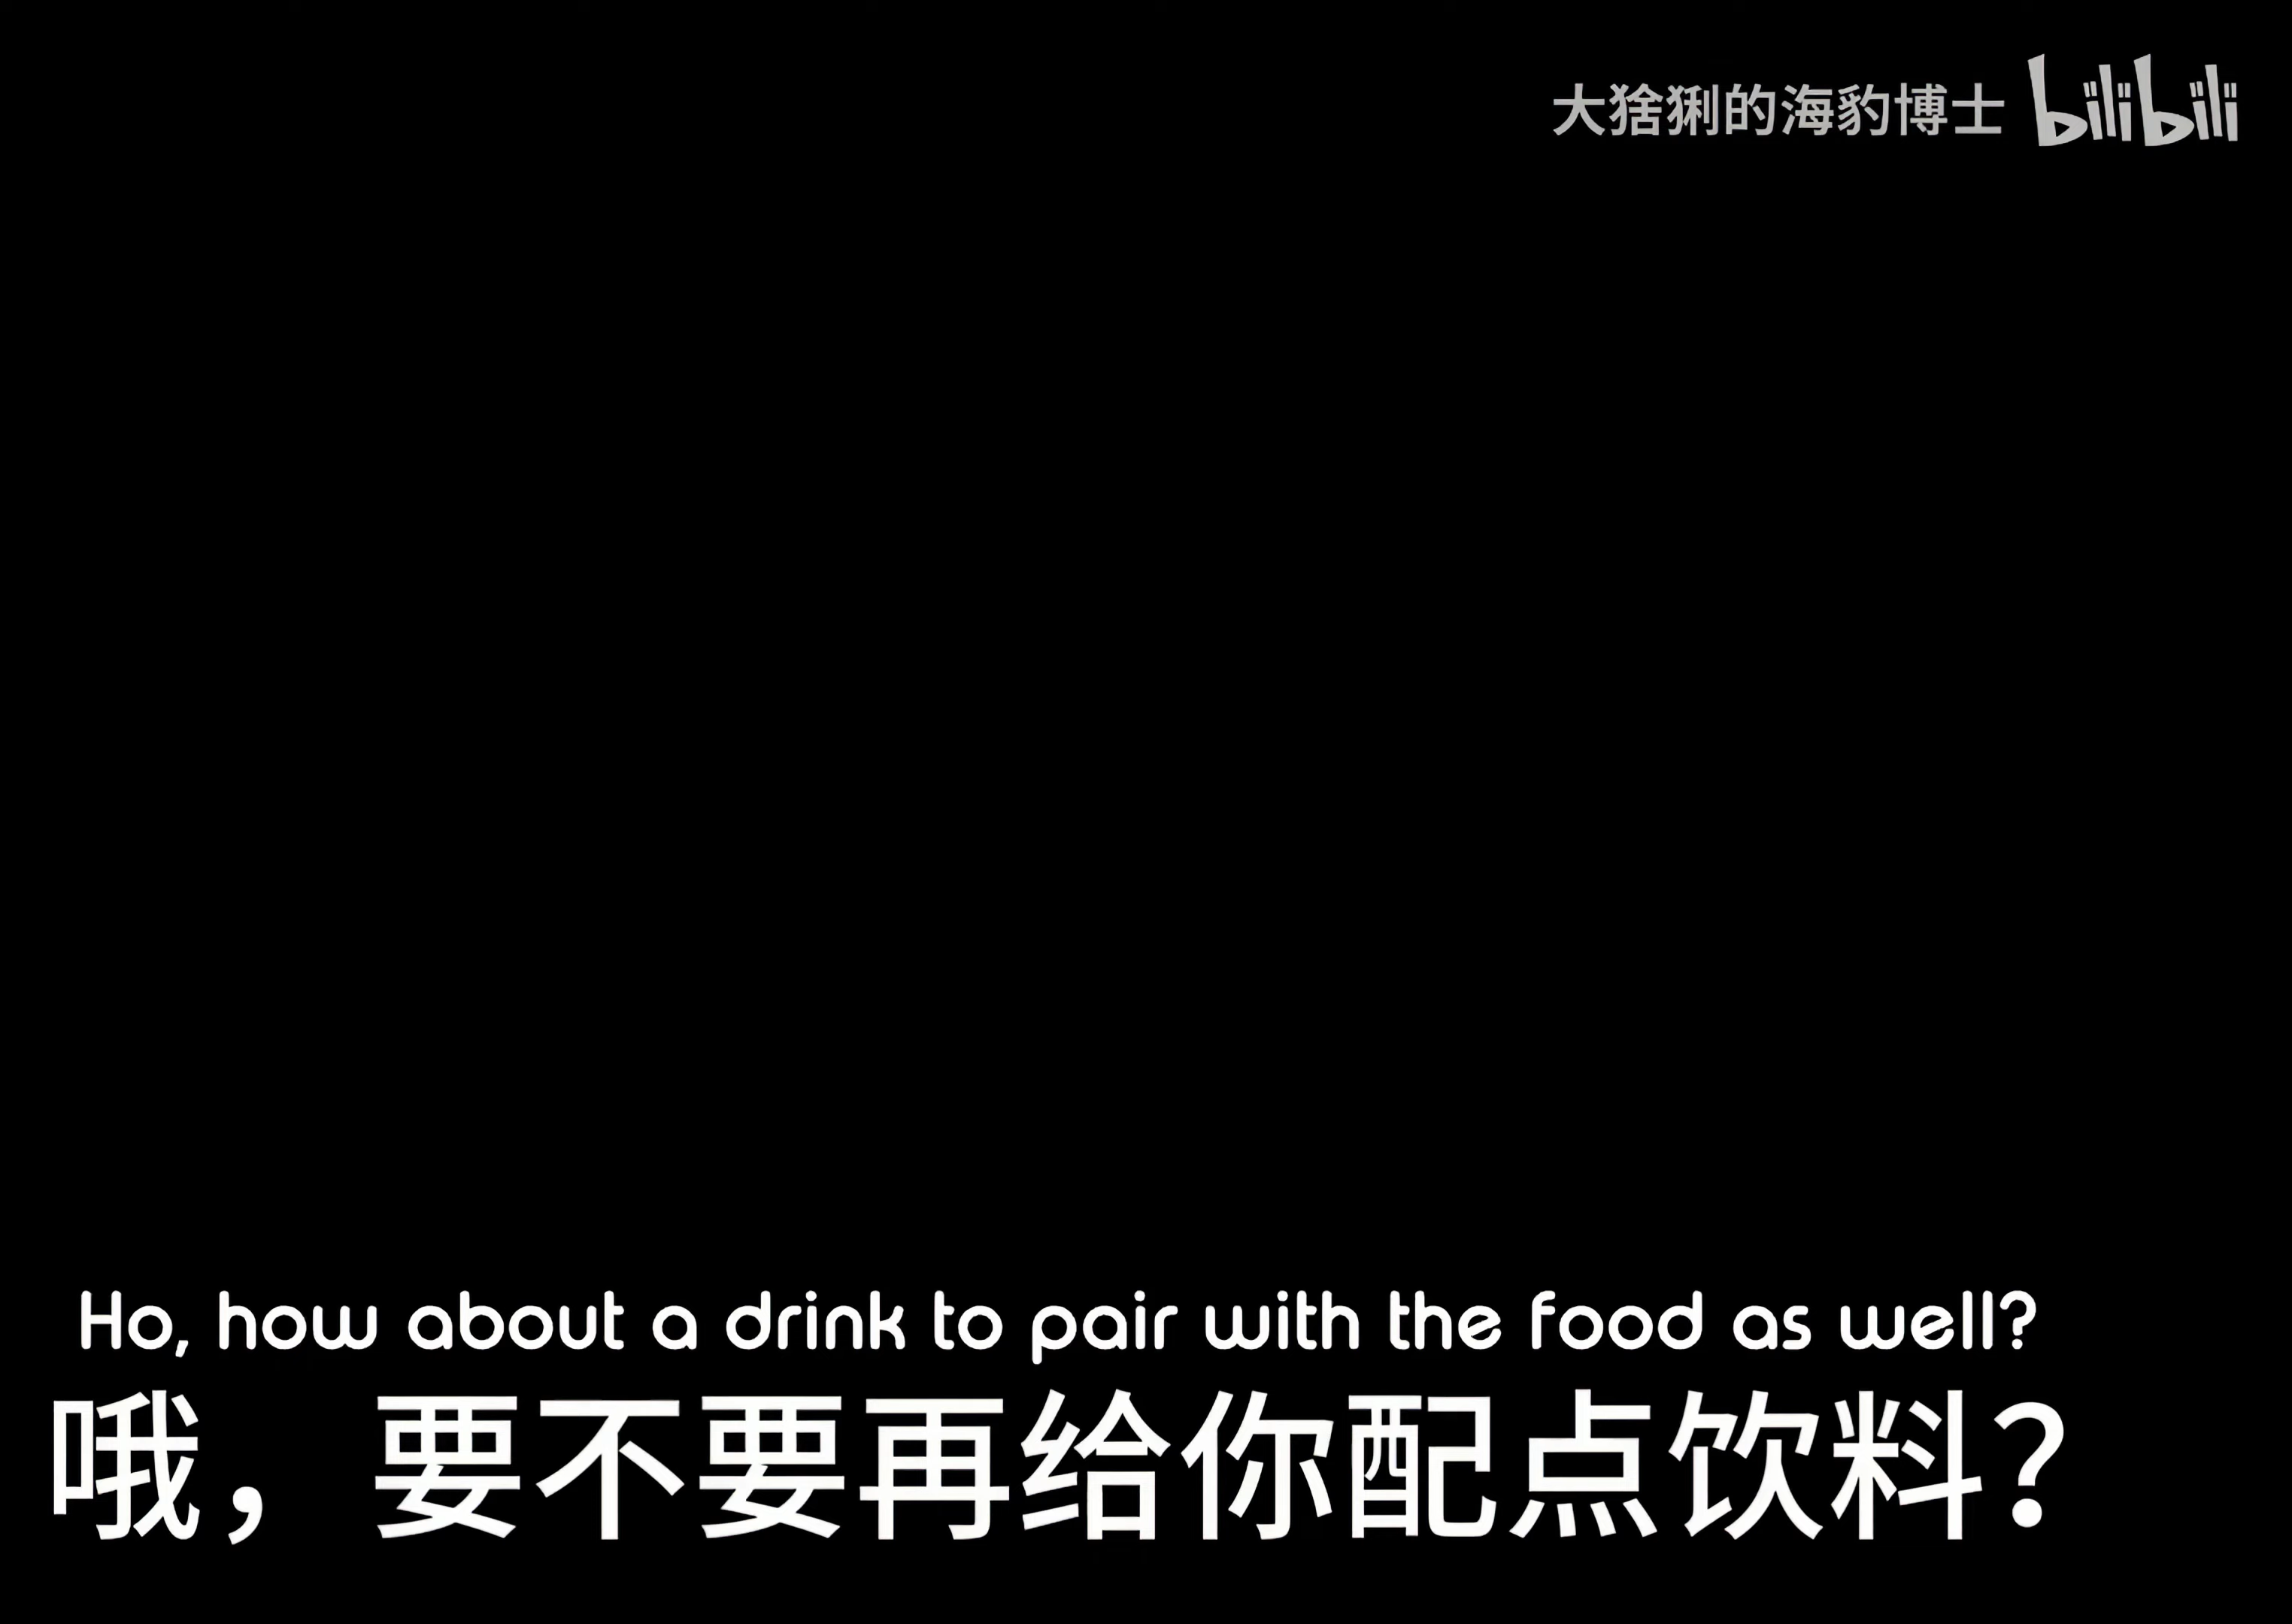 大猞猁的海豹博士 bilibili
Ho, how about a drink to pair with the food as well?
哦，要不要再给你配点饮料？